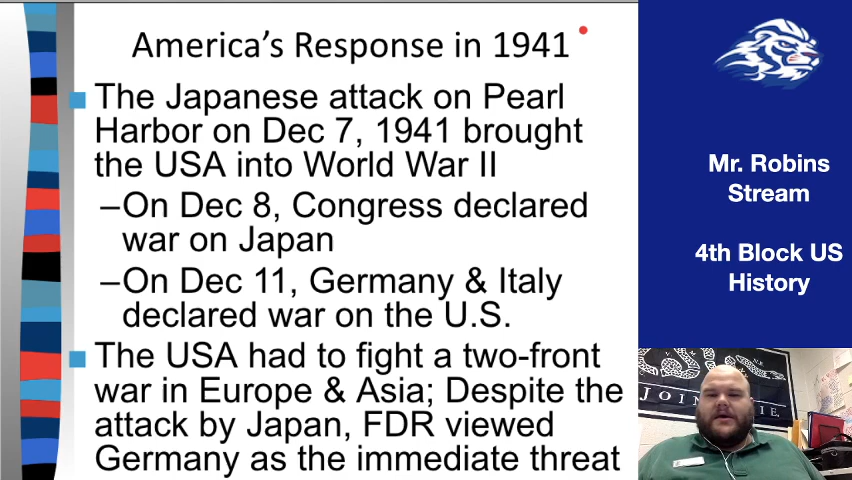 America's Response in 1941
The Japanese attack on Pearl
Harbor on Dec 7, 1941 brought
the USA into World War II
–On Dec 8, Congress declared
war on Japan
–On Dec 11, Germany & Italy
declared war on the U.S.
The USA had to fight a two-front
war in Europe & Asia; Despite the
attack by Japan, FDR viewed
Germany as the immediate threat
Mr. Robins
Stream
4th Block US
History
JOIN